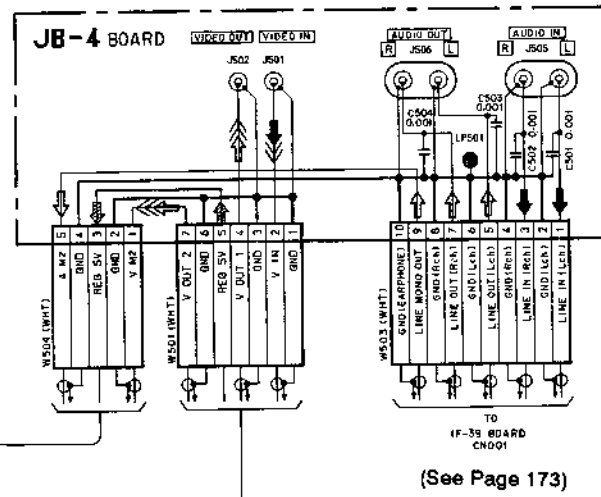 JB-4 BOARD
VIDEO OUT VIDEO IN
J502 J501
AUDIO OUT AUDIO IN
R J506 L R J505 L
C504 0.001
C503 0.001
LP501
C502 0.001
C501 0.001
5 4 3 2 1
A M2
GND
REG 5V
GND
V M2
W504 (WHT)
7 6 5 4 3 2 1
V OUT 2
GND
REG 5V
V OUT 1
GND
V IN
GND
W501 (WHT)
10 9 8 7 6 5 4 3 2 1
GND(EARPHONE)
LINE MONO OUT
GND(Rch)
LINE OUT(Rch)
GND(Lch)
LINE OUT(Lch)
GND(Rch)
LINE IN(Rch)
GND(Lch)
LINE IN(Lch)
W503 (WHT)
TO
IF-39 BOARD
CN001
(See Page 173)